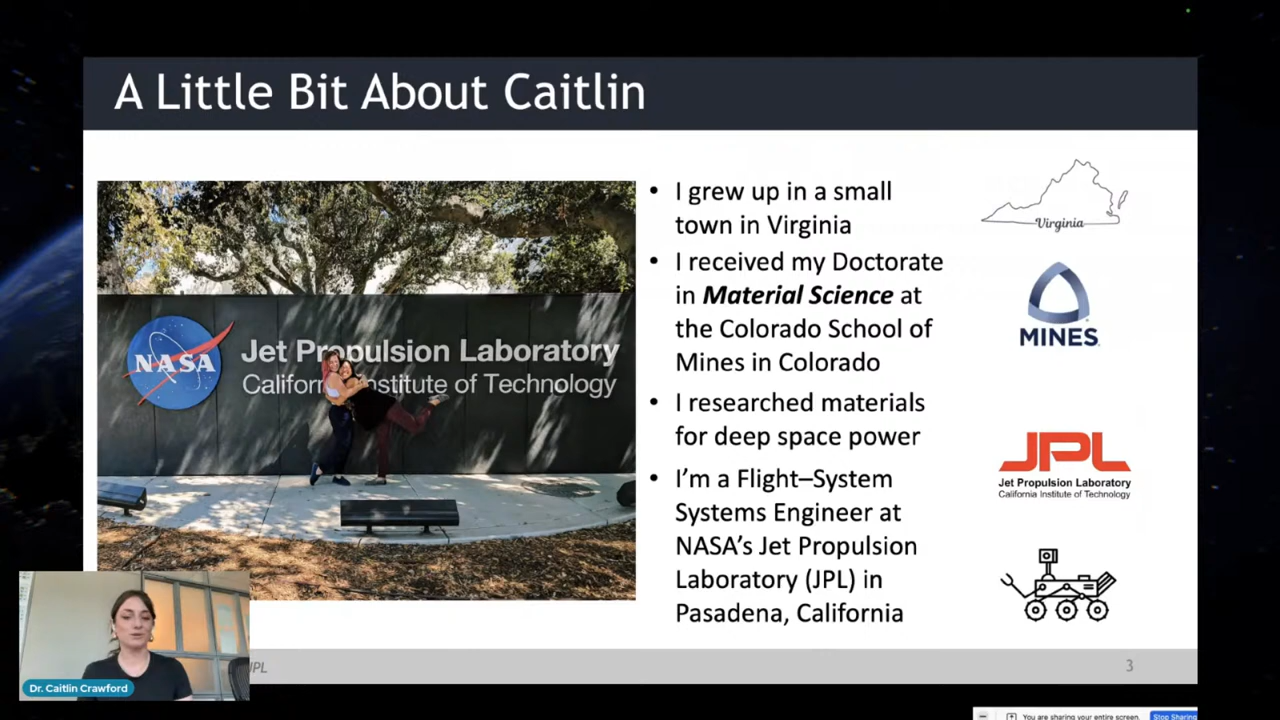 A Little Bit About Caitlin
NASA
Jet Propulsion Laboratory
California Institute of Technology
• I grew up in a small
town in Virginia
• I received my Doctorate
in Material Science at
the Colorado School of
Mines in Colorado
• I researched materials
for deep space power
• I'm a Flight–System
Systems Engineer at
NASA's Jet Propulsion
Laboratory (JPL) in
Pasadena, California
Virginia
MINES
JPL
Jet Propulsion Laboratory
California Institute of Technology
Dr. Caitlin Crawford
JPL
3
You are sharing your entire screen.
Stop Sharing